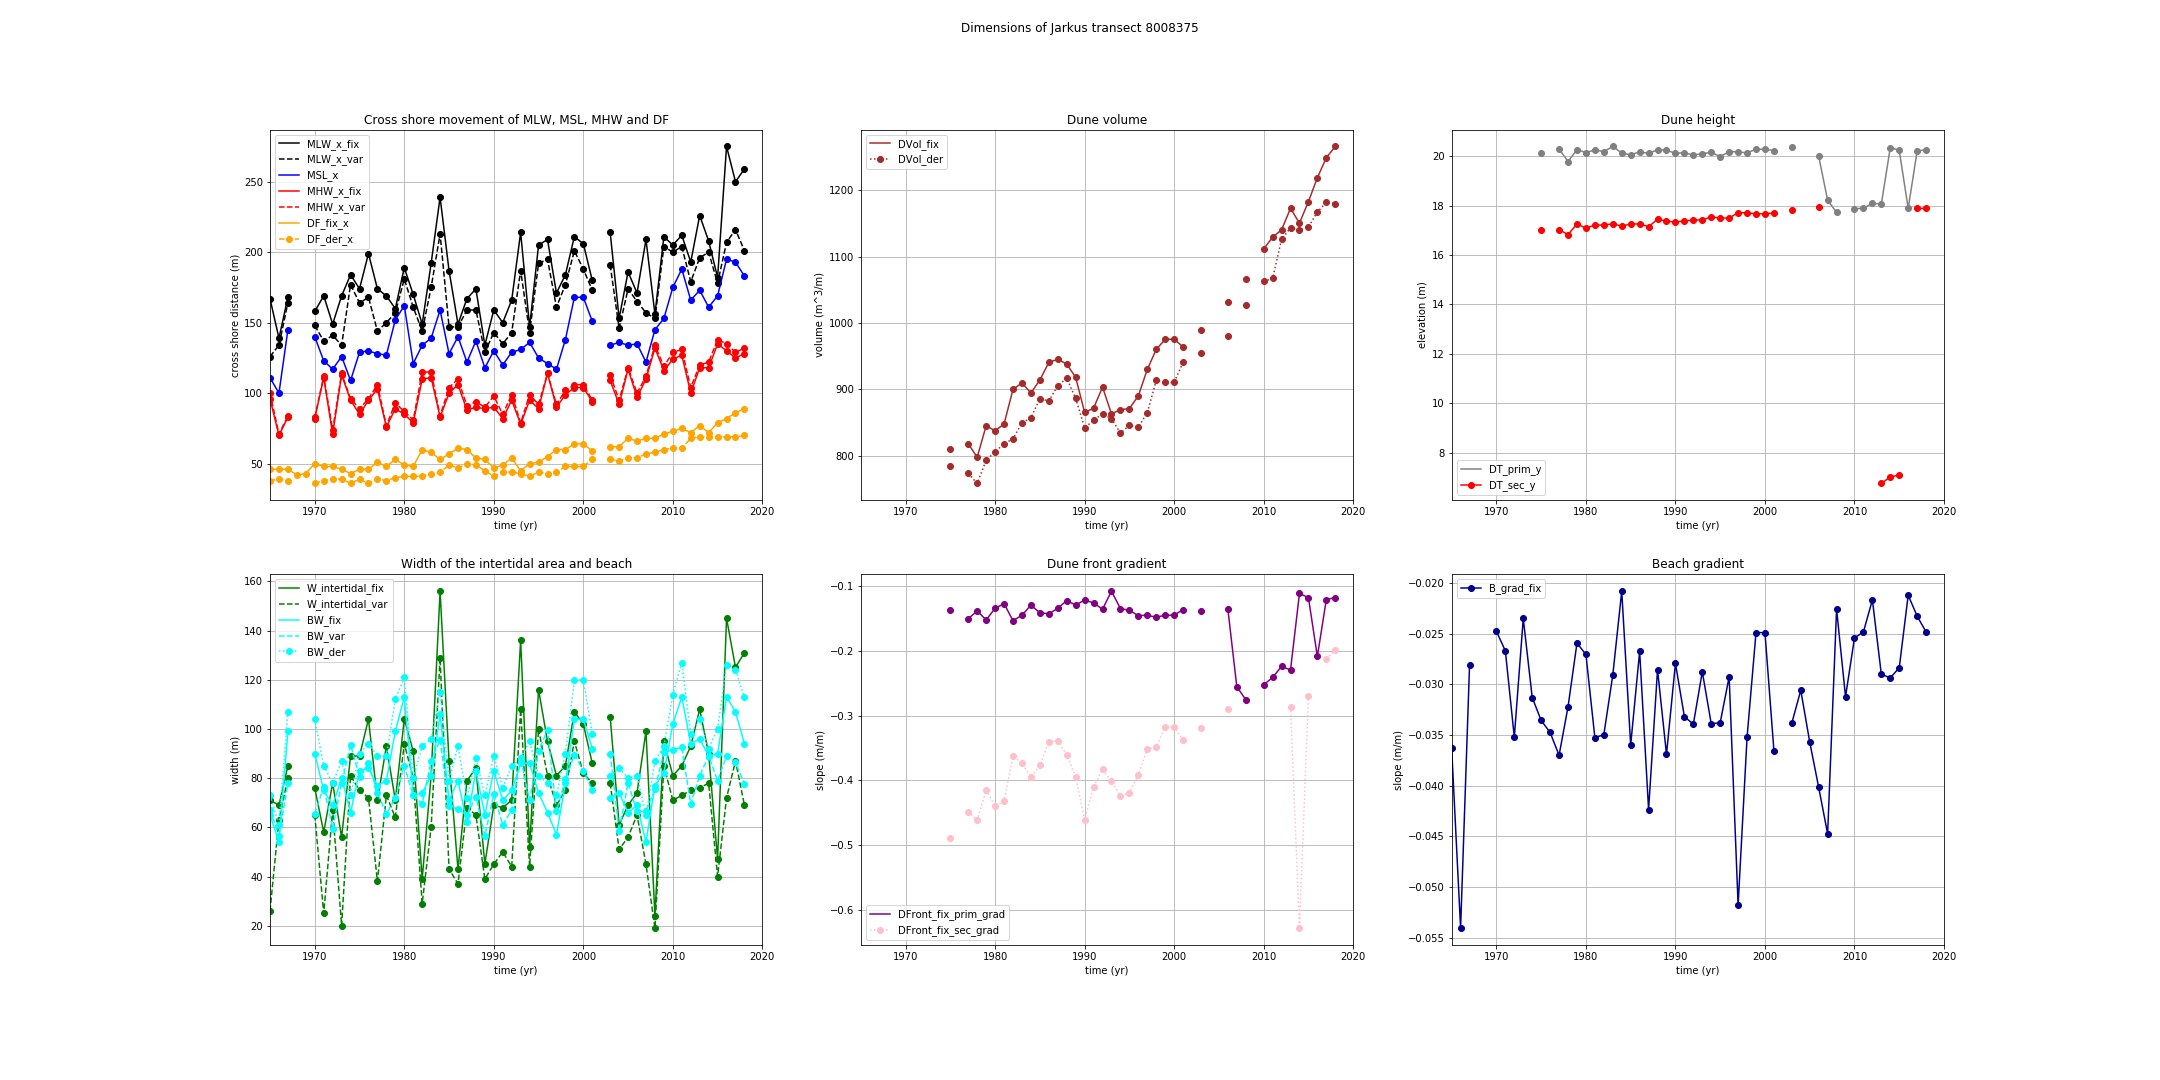 Dimensions of Jarkus transect 8008375
Cross shore movement of MLW, MSL, MHW and DF
MLW_x_fix
MLW_x_var
MSL_x
MHW_x_fix
MHW_x_var
DF_fix_x
DF_der_x
250
200
150
100
50
cross shore distance (m)
1970 1980 1990 2000 2010 2020
time (yr)
Dune volume
DVol_fix
DVol_der
1200
1100
1000
900
800
volume (m^3/m)
1970 1980 1990 2000 2010 2020
time (yr)
Dune height
20
18
16
14
12
10
8
elevation (m)
DT_prim_y
DT_sec_y
1970 1980 1990 2000 2010 2020
time (yr)
Width of the intertidal area and beach
W_intertidal_fix
W_intertidal_var
BW_fix
BW_var
BW_der
160
140
120
100
80
60
40
20
width (m)
1970 1980 1990 2000 2010 2020
time (yr)
Dune front gradient
−0.1
−0.2
−0.3
−0.4
−0.5
−0.6
slope (m/m)
DFront_fix_prim_grad
DFront_fix_sec_grad
1970 1980 1990 2000 2010 2020
time (yr)
Beach gradient
B_grad_fix
−0.020
−0.025
−0.030
−0.035
−0.040
−0.045
−0.050
−0.055
slope (m/m)
1970 1980 1990 2000 2010 2020
time (yr)